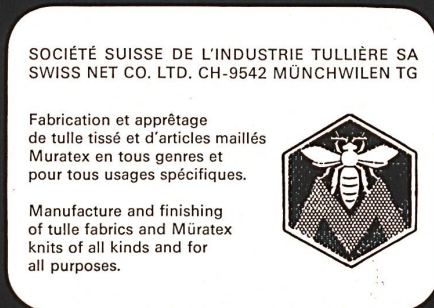 SOCIÉTÉ SUISSE DE L'INDUSTRIE TULLIÈRE SA
SWISS NET CO. LTD. CH-9542 MÜNCHWILEN TG
Fabrication et apprêtage
de tulle tissé et d'articles maillés
Muratex en tous genres et
pour tous usages spécifiques.
Manufacture and finishing
of tulle fabrics and Müratex
knits of all kinds and for
all purposes.